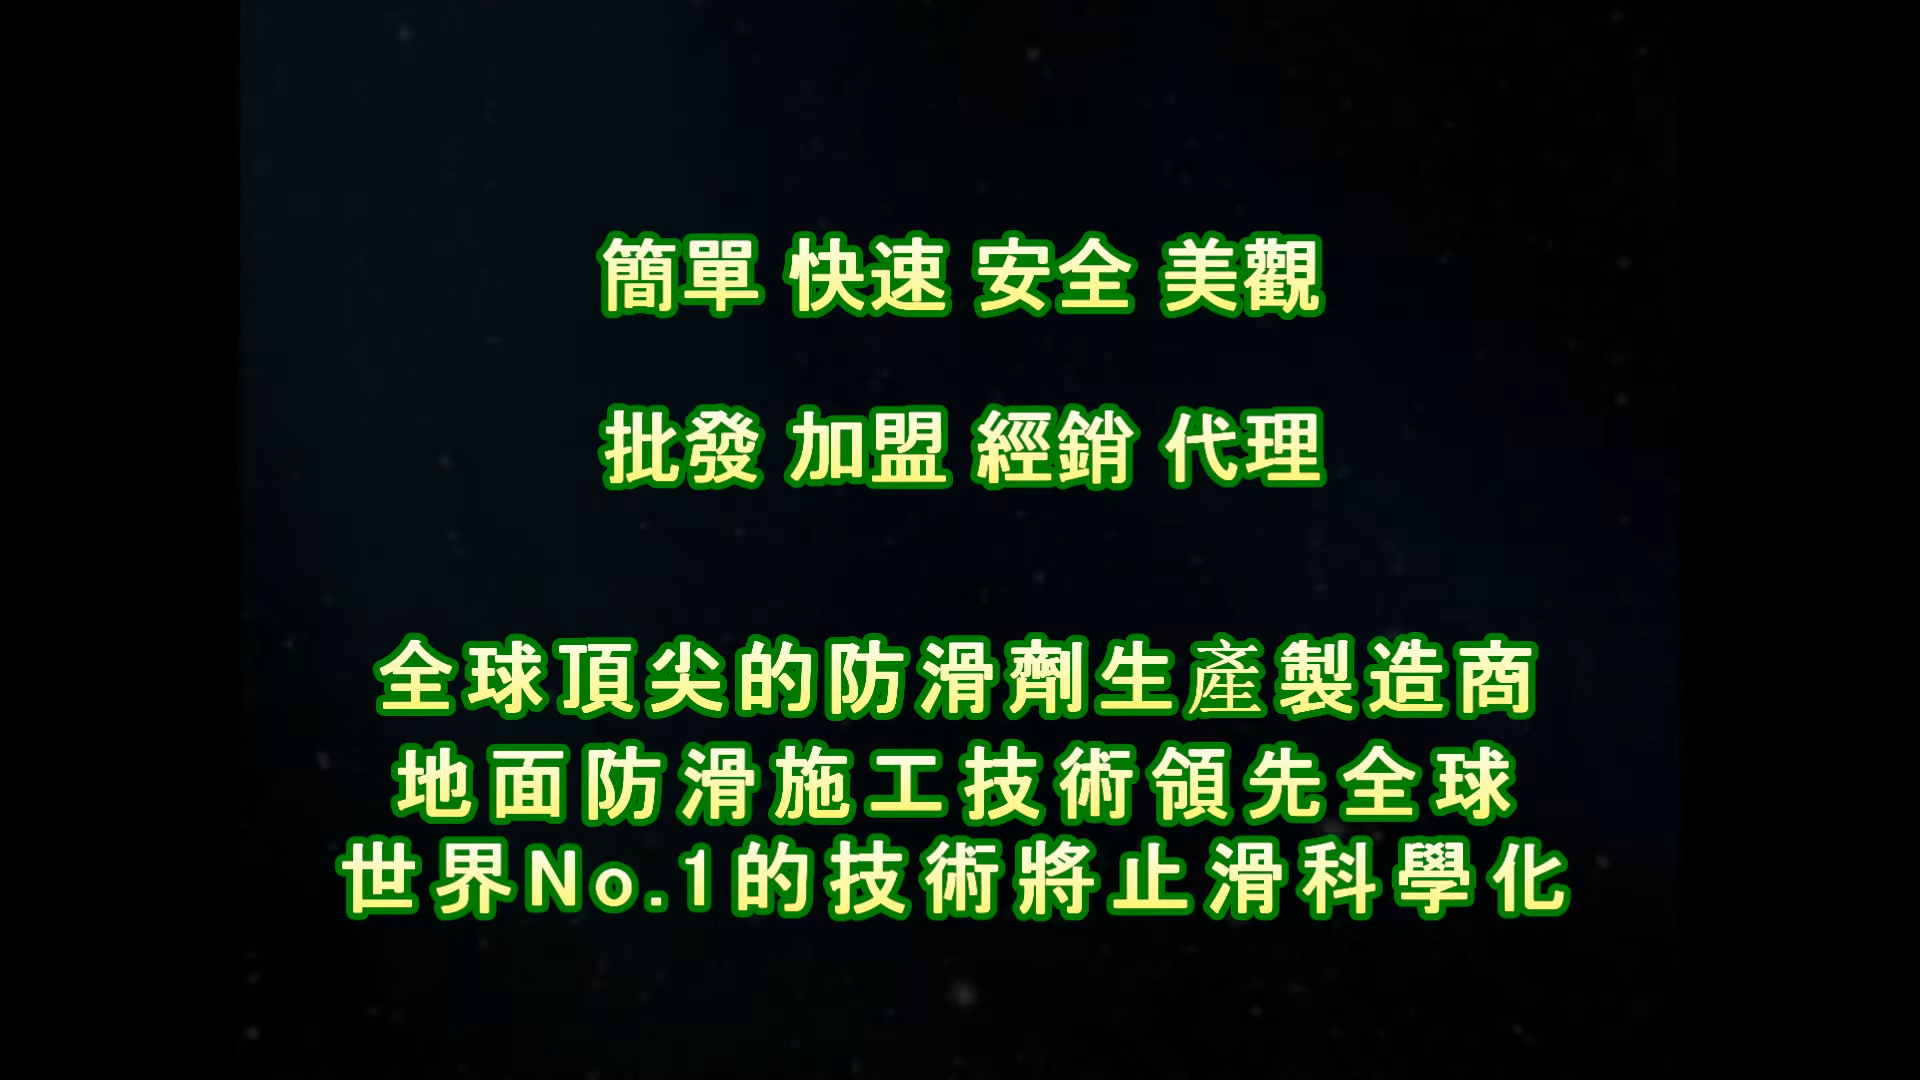 簡單 快速 安全 美觀
批發 加盟 經銷 代理
全球頂尖的防滑劑生產製造商
地面防滑施工技術領先全球
世界No.1的技術將止滑科學化